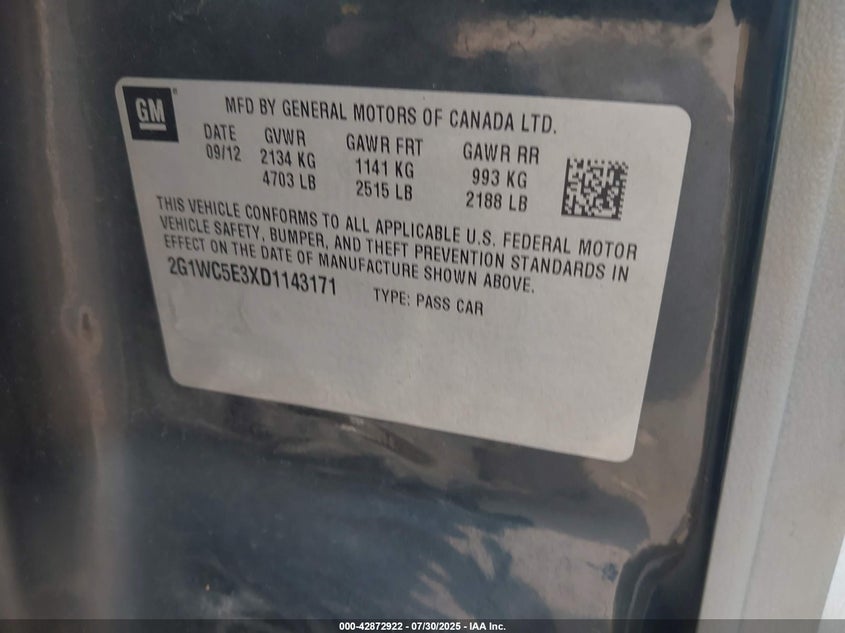 GM
MFD BY GENERAL MOTORS OF CANADA LTD.
DATE GVWR GAWR FRT GAWR RR
09/12 2134 KG 1141 KG 993 KG
4703 LB 2515 LB 2188 LB
THIS VEHICLE CONFORMS TO ALL APPLICABLE U.S. FEDERAL MOTOR
VEHICLE SAFETY, BUMPER, AND THEFT PREVENTION STANDARDS IN
EFFECT ON THE DATE OF MANUFACTURE SHOWN ABOVE.
2G1WC5E3XD1143171 TYPE: PASS CAR
000-42872922 - 07/30/2025 - IAA Inc.